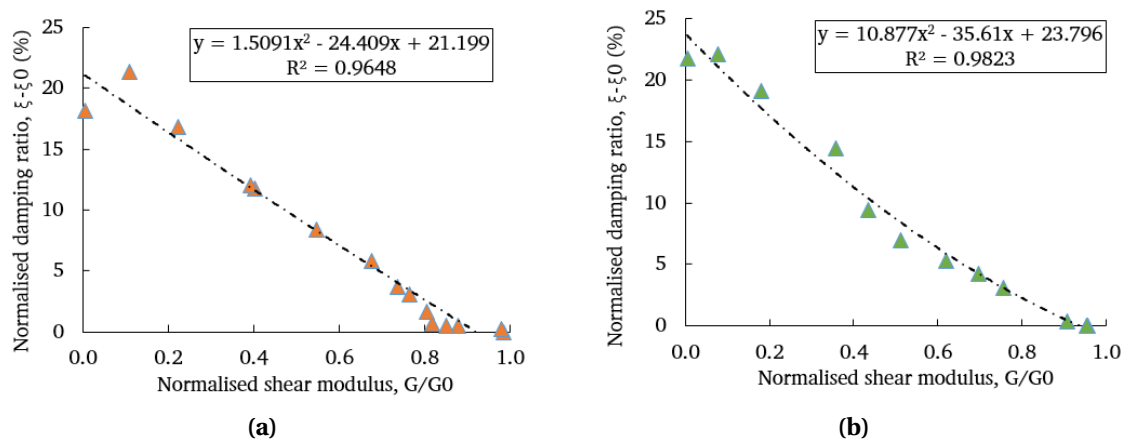 25
20
15
10
5
0
Normalised damping ratio, ξ-ξ0 (%)
y = 1.5091x² - 24.409x + 21.199
R² = 0.9648
0.0 0.2 0.4 0.6 0.8 1.0
Normalised shear modulus, G/G0
(a)
25
20
15
10
5
0
Normalised damping ratio, ξ-ξ0 (%)
y = 10.877x² - 35.61x + 23.796
R² = 0.9823
0.0 0.2 0.4 0.6 0.8 1.0
Normalised shear modulus, G/G0
(b)